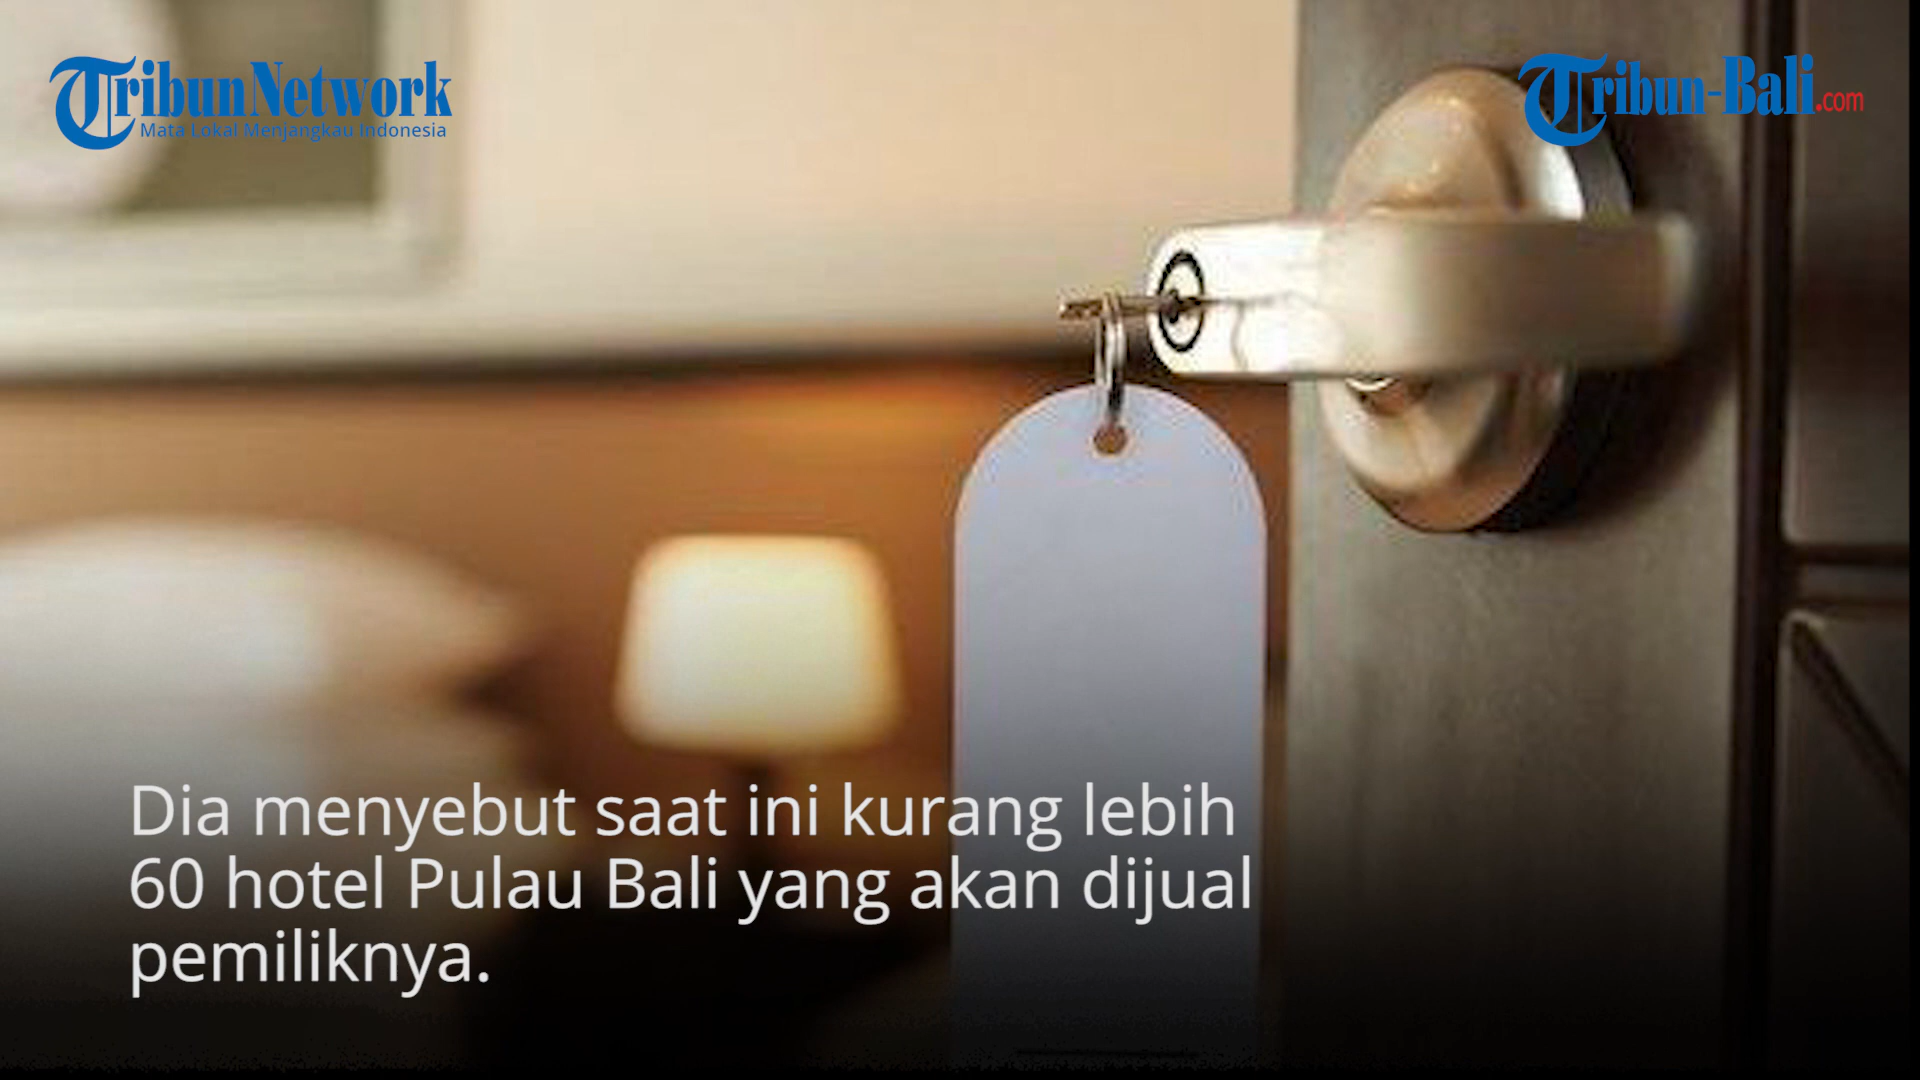 TribunNetwork
Mata Lokal Menjangkau Indonesia
Tribun-Bali.com
Dia menyebut saat ini kurang lebih
60 hotel Pulau Bali yang akan dijual
pemiliknya.